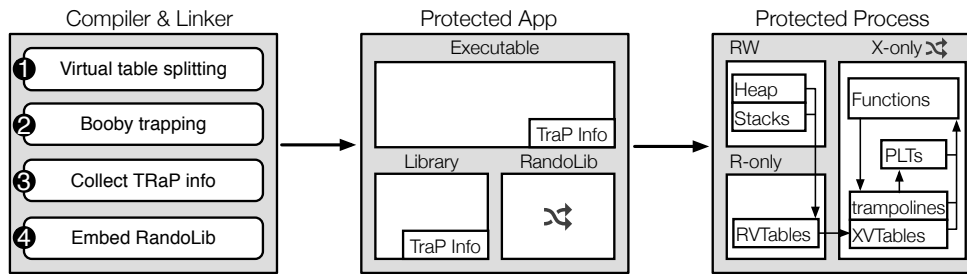 Compiler & Linker
1 Virtual table splitting
2 Booby trapping
3 Collect TRaP info
4 Embed RandoLib
Protected App
Executable
TraP Info
Library
RandoLib
TraP Info
Protected Process
RW
X-only
Heap
Stacks
Functions
PLTs
R-only
trampolines
RVTables
XVTables